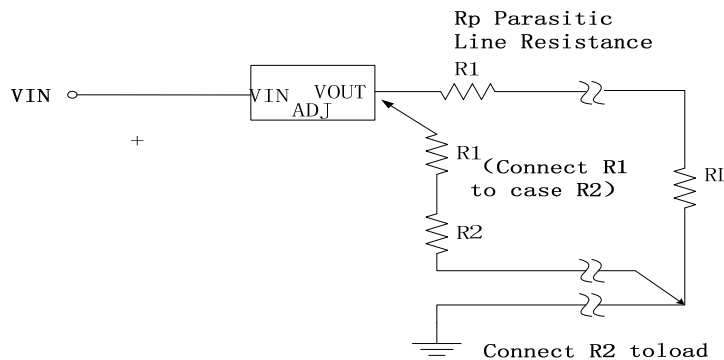 Rp Parasitic
Line Resistance
R1
VIN
VIN
VOUT
ADJ
+
R1
(Connect R1
to case R2)
RL
R2
Connect R2 toload